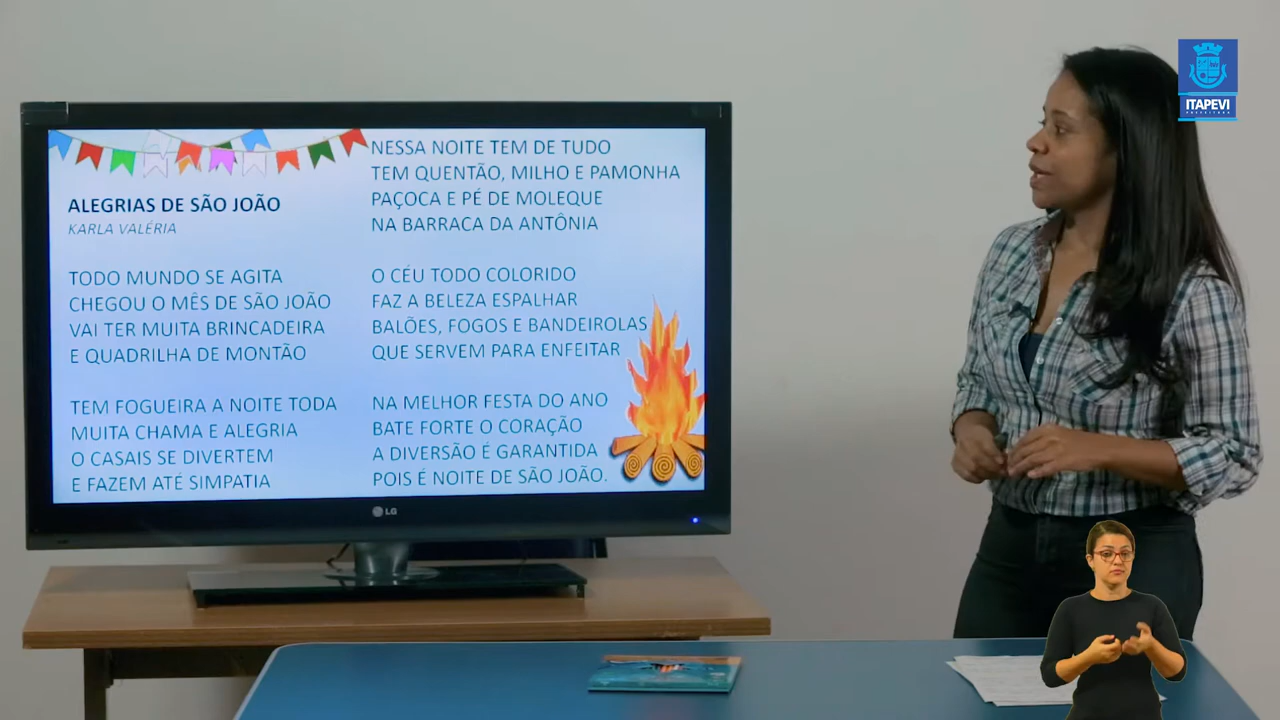 ALEGRIAS DE SÃO JOÃO
KARLA VALÉRIA
TODO MUNDO SE AGITA
CHEGOU O MÊS DE SÃO JOÃO
VAI TER MUITA BRINCADEIRA
E QUADRILHA DE MONTÃO
TEM FOGUEIRA A NOITE TODA
MUITA CHAMA E ALEGRIA
O CASAIS SE DIVERTEM
E FAZEM ATÉ SIMPATIA
NESSA NOITE TEM DE TUDO
TEM QUENTÃO, MILHO E PAMONHA
PAÇOCA E PÉ DE MOLEQUE
NA BARRACA DA ANTÔNIA
O CÉU TODO COLORIDO
FAZ A BELEZA ESPALHAR
BALÕES, FOGOS E BANDEIROLAS
QUE SERVEM PARA ENFEITAR
NA MELHOR FESTA DO ANO
BATE FORTE O CORAÇÃO
A DIVERSÃO É GARANTIDA
POIS É NOITE DE SÃO JOÃO.
LG
ITAPEVI
PREFEITURA